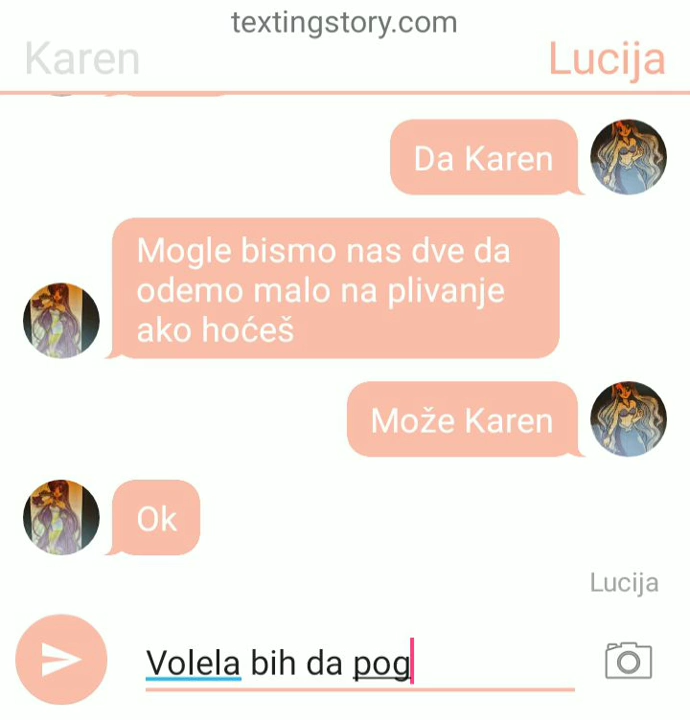 textingstory.com
Karen
Lucija
Da Karen
Mogle bismo nas dve da
odemo malo na plivanje
ako hoćeš
Može Karen
Ok
Lucija
Volela bih da pog